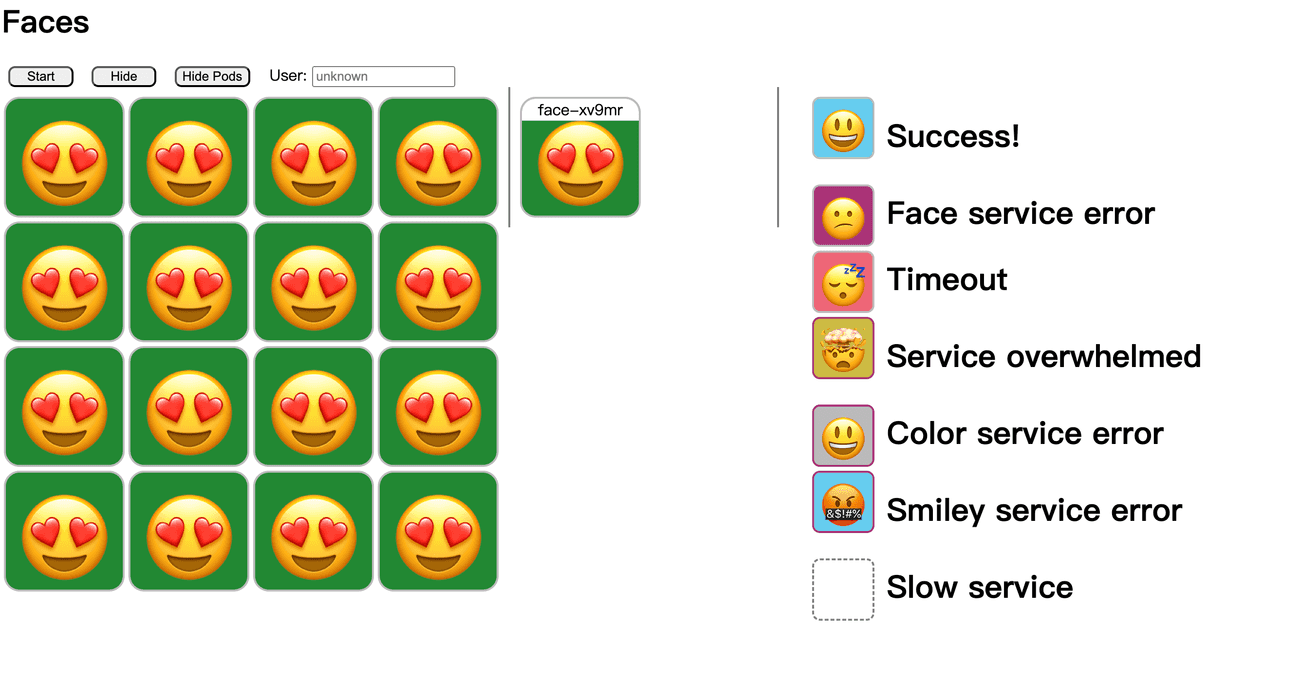 Faces
Start Hide Hide Pods User: unknown
face-xv9mr
Success!
Face service error
zzZ
Timeout
Service overwhelmed
Color service error
&$!#%
Smiley service error
Slow service